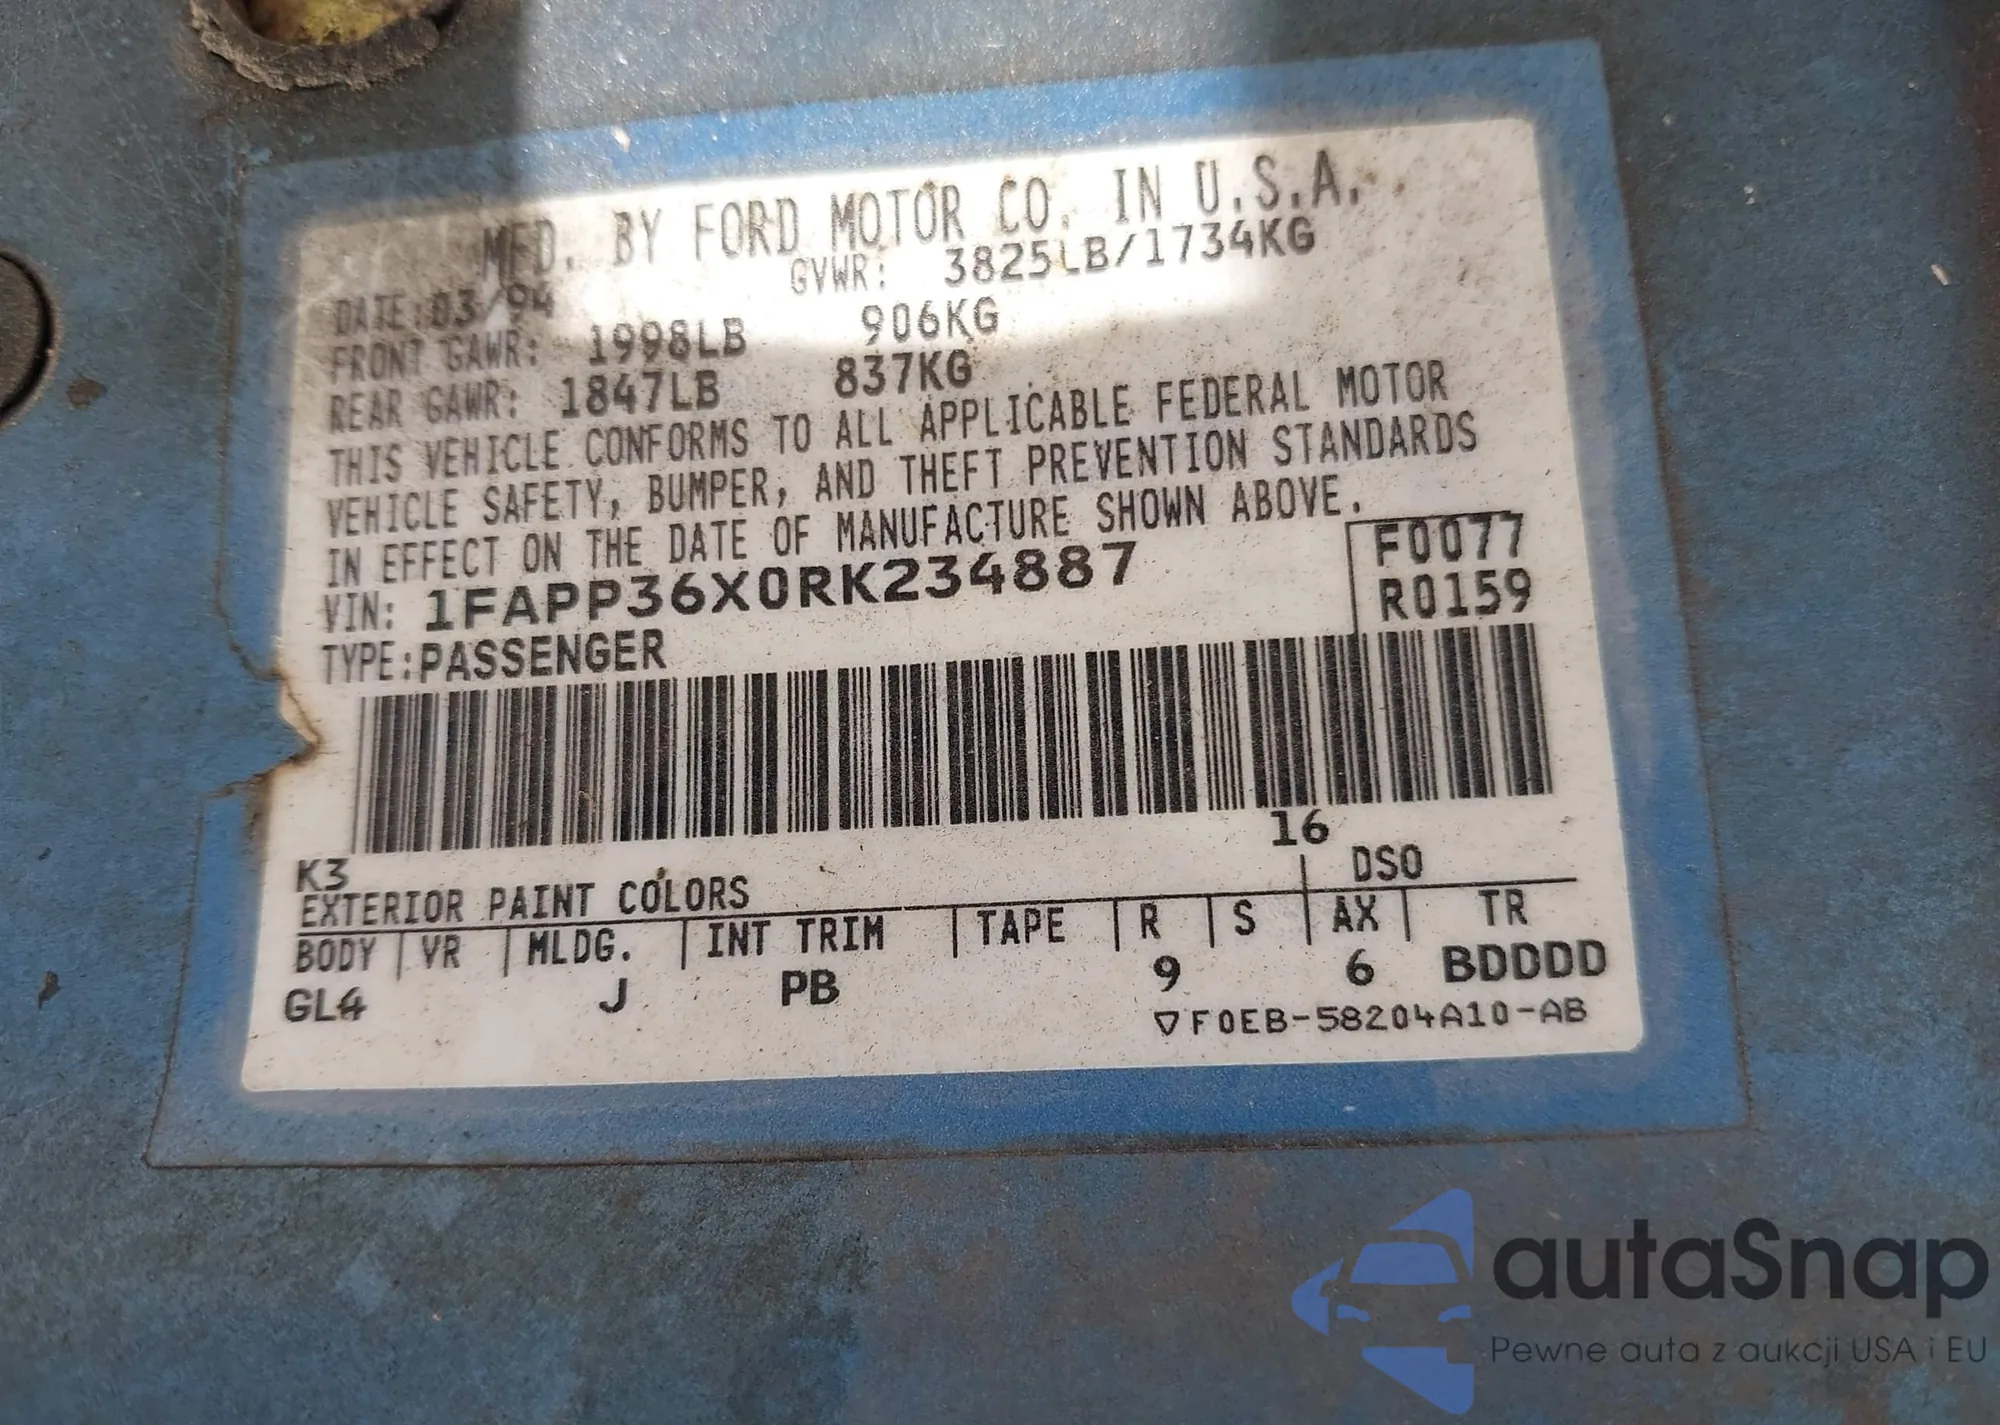 MFD. BY FORD MOTOR CO. IN U.S.A.
DATE:03/94 GVWR: 3825LB/1734KG
FRONT GAWR: 1998LB 906KG
REAR GAWR: 1847LB 837KG
THIS VEHICLE CONFORMS TO ALL APPLICABLE FEDERAL MOTOR
VEHICLE SAFETY, BUMPER, AND THEFT PREVENTION STANDARDS
IN EFFECT ON THE DATE OF MANUFACTURE SHOWN ABOVE.
F0077
VIN: 1FAPP36X0RK234887
R0159
TYPE:PASSENGER
16
K3
DSO
EXTERIOR PAINT COLORS
BODY VR MLDG. INT TRIM TAPE R S AX TR
GL4 J PB 9 6 BDDDD
▽F0EB-58204A10-AB
autaSnap
Pewne auta z aukcji USA i EU